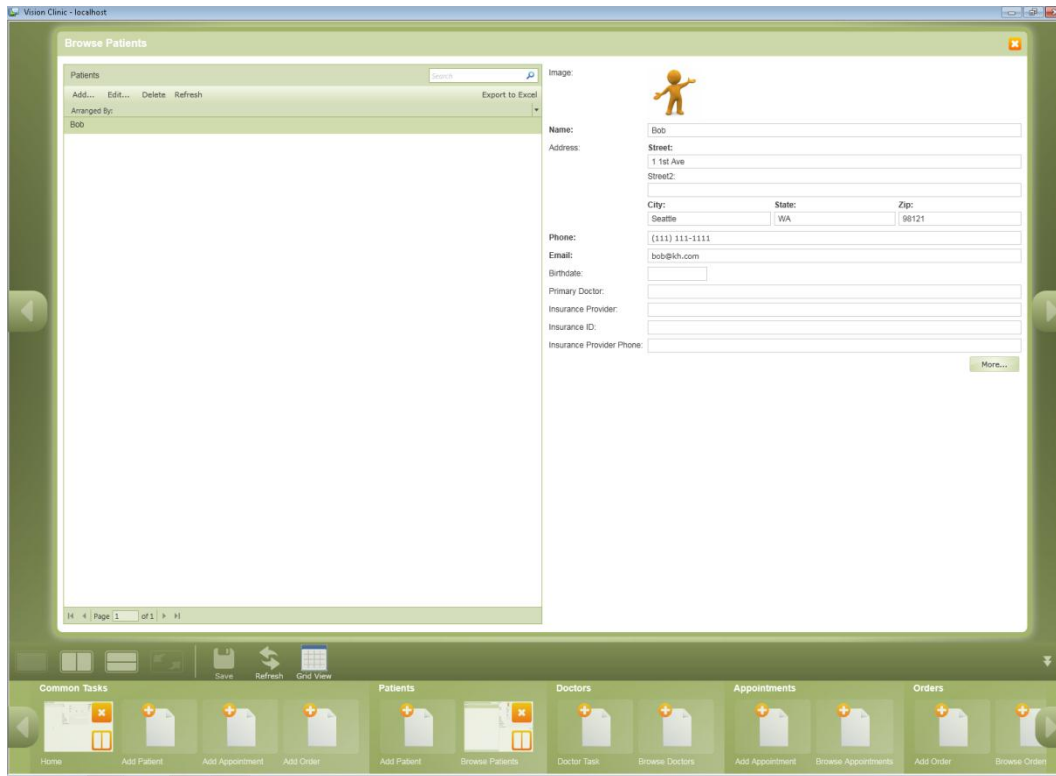 Vision Clinic - localhost
Browse Patients
Patients
Search
Add... Edit... Delete Refresh Export to Excel
Arranged By:
Bob
Page 1 of 1
Image:
Name: Bob
Address: Street:
1 1st Ave
Street2:
City: State: Zip:
Seattle WA 98121
Phone: (111) 111-1111
Email: bob@kh.com
Birthdate:
Primary Doctor:
Insurance Provider:
Insurance ID:
Insurance Provider Phone:
More...
Save Refresh Grid View
Common Tasks Patients Doctors Appointments Orders
Home Add Patient Add Appointment Add Order Add Patient Browse Patients Doctor Task Browse Doctors Add Appointment Browse Appointments Add Order Browse Orders